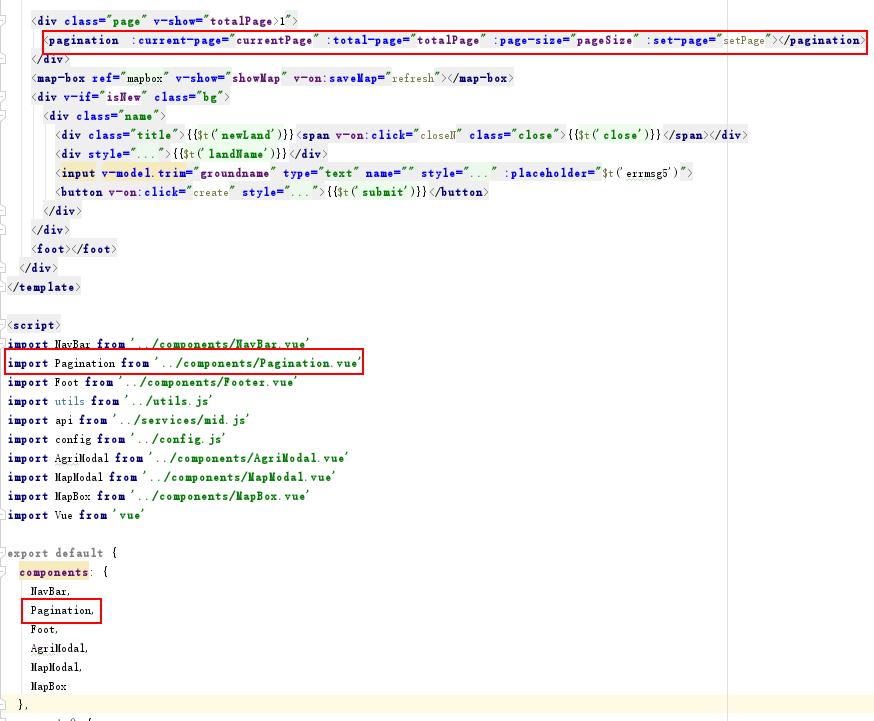 <div class="page" v-show="totalPage>1">
<pagination :current-page="currentPage" :total-page="totalPage" :page-size="pageSize" :set-page="setPage"></pagination>
</div>
<map-box ref="mapbox" v-show="showMap" v-on:saveMap="refresh"></map-box>
<div v-if="isNew" class="bg">
<div class="name">
<div class="title">{{$t('newLand')}}<span v-on:click="closeN" class="close">{{$t('close')}}</span></div>
<div style="...">{{$t('landName')}}</div>
<input v-model.trim="groundname" type="text" name="" style="..." :placeholder="$t('errmsg5')">
<button v-on:click="create" style="...">{{$t('submit')}}</button>
</div>
</div>
<foot></foot>
</div>
</template>
<script>
import NavBar from '../components/NavBar.vue'
import Pagination from '../components/Pagination.vue'
import Foot from '../components/Footer.vue'
import utils from '../utils.js'
import api from '../services/mid.js'
import config from '../config.js'
import AgriModal from '../components/AgriModal.vue'
import MapModal from '../components/MapModal.vue'
import MapBox from '../components/MapBox.vue'
import Vue from 'vue'
export default {
components: {
NavBar,
Pagination,
Foot,
AgriModal,
MapModal,
MapBox
},